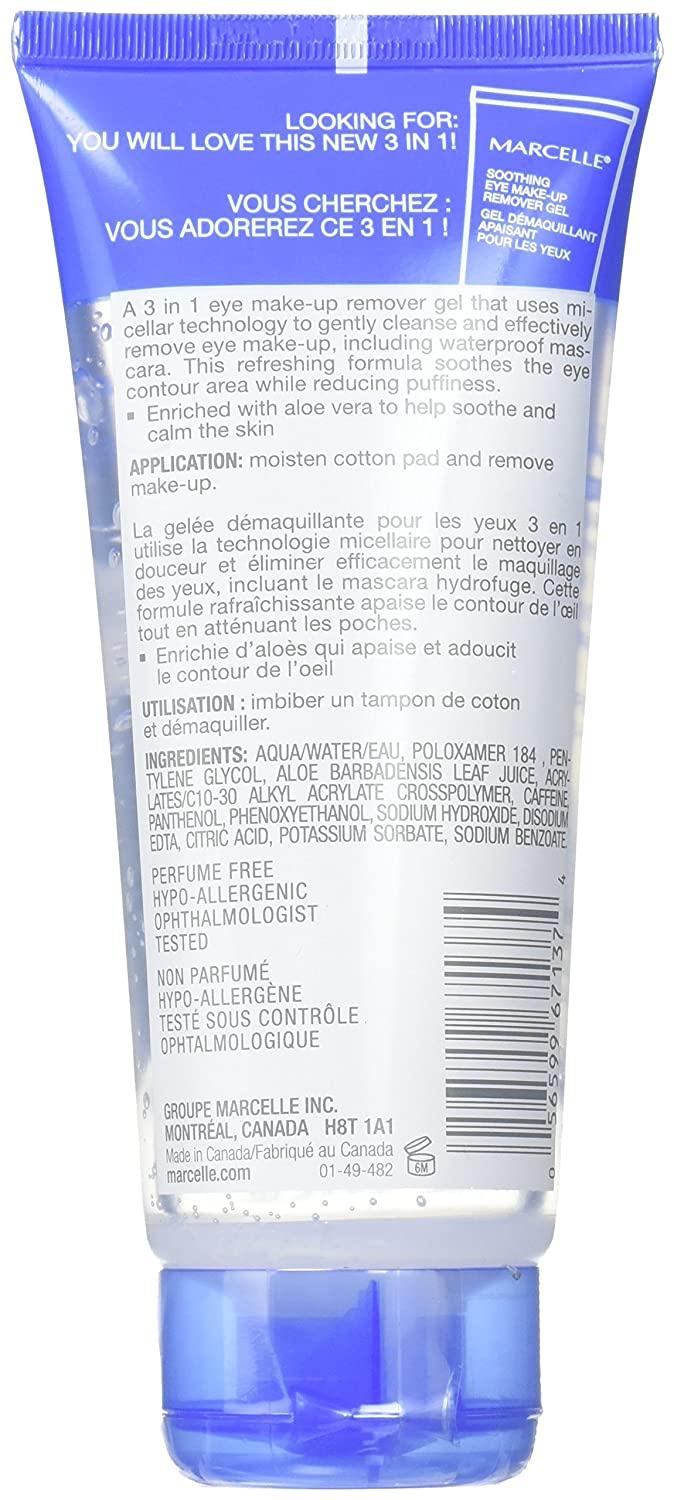 LOOKING FOR:
YOU WILL LOVE THIS NEW 3 IN 1!
VOUS CHERCHEZ :
VOUS ADOREREZ CE 3 EN 1 !
MARCELLE®
SOOTHING
EYE MAKE-UP
REMOVER GEL
GEL DÉMAQUILLANT
APAISANT
POUR LES YEUX
A 3 in 1 eye make-up remover gel that uses mi-
cellar technology to gently cleanse and effectively
remove eye make-up, including waterproof mas-
cara. This refreshing formula soothes the eye
contour area while reducing puffiness.
▪ Enriched with aloe vera to help soothe and
calm the skin
APPLICATION: moisten cotton pad and remove
make-up.
La gelée démaquillante pour les yeux 3 en 1
utilise la technologie micellaire pour nettoyer en
douceur et éliminer efficacement le maquillage
des yeux, incluant le mascara hydrofuge. Cette
formule rafraîchissante apaise le contour de l'œil
tout en atténuant les poches.
▪ Enrichie d'aloès qui apaise et adoucit
le contour de l'oeil
UTILISATION : imbiber un tampon de coton
et démaquiller.
INGREDIENTS: AQUA/WATER/EAU, POLOXAMER 184 , PEN-
TYLENE GLYCOL, ALOE BARBADENSIS LEAF JUICE, ACRY-
LATES/C10-30 ALKYL ACRYLATE CROSSPOLYMER, CAFFEINE,
PANTHENOL, PHENOXYETHANOL, SODIUM HYDROXIDE, DISODIUM
EDTA, CITRIC ACID, POTASSIUM SORBATE, SODIUM BENZOATE.
PERFUME FREE
HYPO-ALLERGENIC
OPHTHALMOLOGIST
TESTED
NON PARFUMÉ
HYPO-ALLERGÈNE
TESTÉ SOUS CONTRÔLE
OPHTALMOLOGIQUE
GROUPE MARCELLE INC.
MONTRÉAL, CANADA H8T 1A1
Made in Canada/Fabriqué au Canada
marcelle.com 01-49-482
6M
0 56599 67137 4